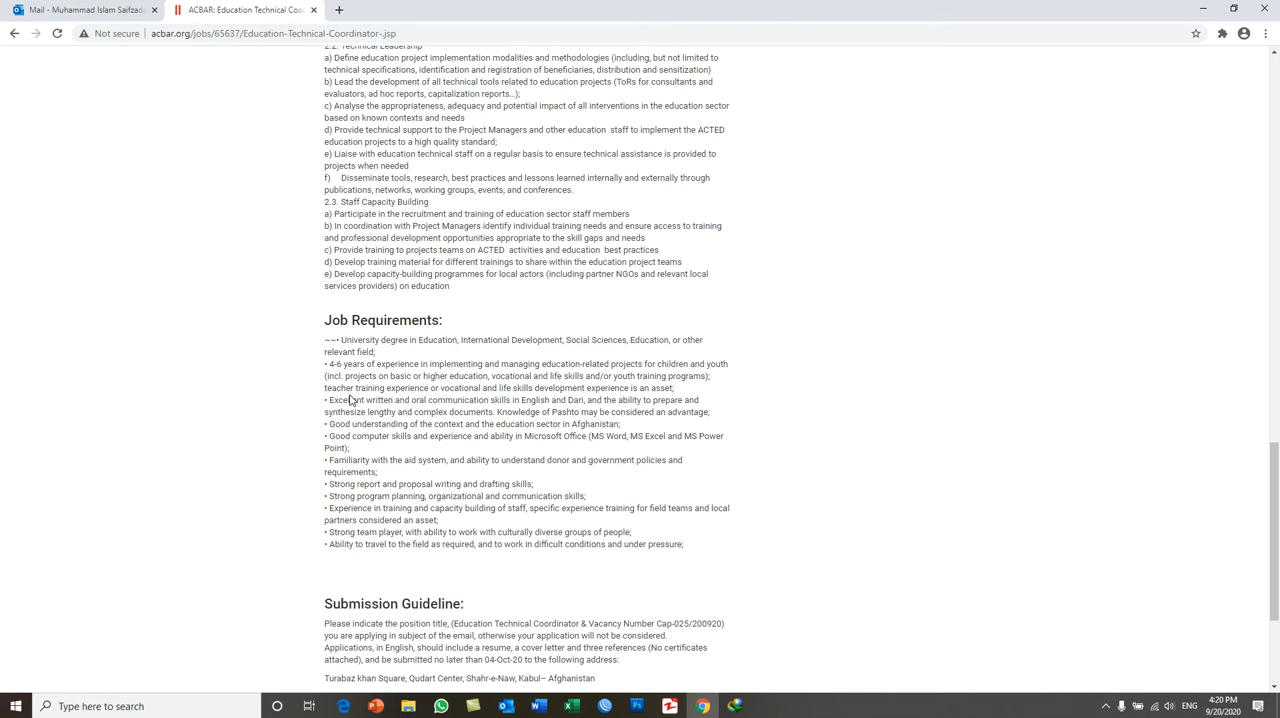 Mail - Muhammad Islam Saifzada
ACBAR: Education Technical Coo
Not secure | acbar.org/jobs/65637/Education-Technical-Coordinator-.jsp
2.2. Technical Leadership
a) Define education project implementation modalities and methodologies (including, but not limited to
technical specifications, identification and registration of beneficiaries, distribution and sensitization)
b) Lead the development of all technical tools related to education projects (ToRs for consultants and
evaluators, ad hoc reports, capitalization reports…);
c) Analyse the appropriateness, adequacy and potential impact of all interventions in the education sector
based on known contexts and needs
d) Provide technical support to the Project Managers and other education staff to implement the ACTED
education projects to a high quality standard;
e) Liaise with education technical staff on a regular basis to ensure technical assistance is provided to
projects when needed
f) Disseminate tools, research, best practices and lessons learned internally and externally through
publications, networks, working groups, events, and conferences.
2.3. Staff Capacity Building
a) Participate in the recruitment and training of education sector staff members
b) In coordination with Project Managers identify individual training needs and ensure access to training
and professional development opportunities appropriate to the skill gaps and needs
c) Provide training to projects teams on ACTED activities and education best practices
d) Develop training material for different trainings to share within the education project teams
e) Develop capacity-building programmes for local actors (including partner NGOs and relevant local
services providers) on education
Job Requirements:
~~• University degree in Education, International Development, Social Sciences, Education, or other
relevant field;
• 4-6 years of experience in implementing and managing education-related projects for children and youth
(incl. projects on basic or higher education, vocational and life skills and/or youth training programs);
teacher training experience or vocational and life skills development experience is an asset;
• Excellent written and oral communication skills in English and Dari, and the ability to prepare and
synthesize lengthy and complex documents. Knowledge of Pashto may be considered an advantage;
• Good understanding of the context and the education sector in Afghanistan;
• Good computer skills and experience and ability in Microsoft Office (MS Word, MS Excel and MS Power
Point);
• Familiarity with the aid system, and ability to understand donor and government policies and
requirements;
• Strong report and proposal writing and drafting skills;
• Strong program planning, organizational and communication skills;
• Experience in training and capacity building of staff, specific experience training for field teams and local
partners considered an asset;
• Strong team player, with ability to work with culturally diverse groups of people;
• Ability to travel to the field as required, and to work in difficult conditions and under pressure;
Submission Guideline:
Please indicate the position title, (Education Technical Coordinator & Vacancy Number Cap-025/200920)
you are applying in subject of the email, otherwise your application will not be considered.
Applications, in English, should include a resume, a cover letter and three references (No certificates
attached), and be submitted no later than 04-Oct-20 to the following address:
Turabaz khan Square, Qudart Center, Shahr-e-Naw, Kabul– Afghanistan
Type here to search
ENG
4:20 PM
9/20/2020